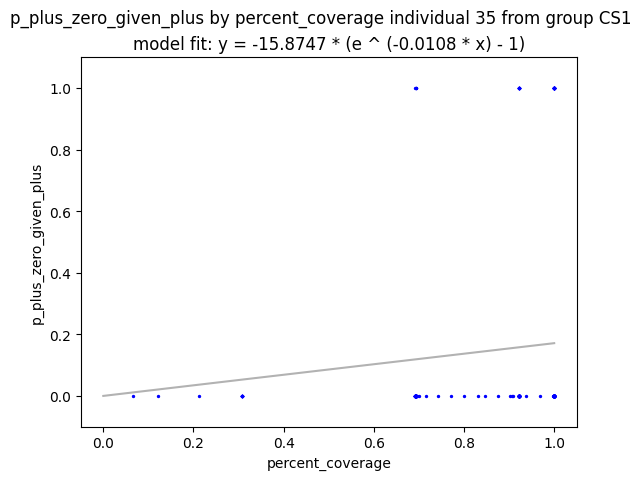 p_plus_zero_given_plus by percent_coverage individual 35 from group CS1
model fit: y = -15.8747 * (e ^ (-0.0108 * x) - 1)
p_plus_zero_given_plus
1.0
0.8
0.6
0.4
0.2
0.0
0.0 0.2 0.4 0.6 0.8 1.0
percent_coverage